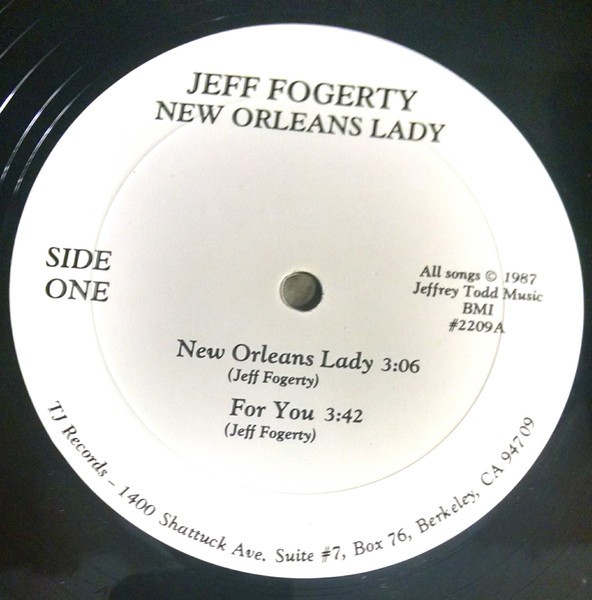 JEFF FOGERTY
NEW ORLEANS LADY
SIDE
ONE
All songs © 1987
Jeffrey Todd Music
BMI
#2209A
New Orleans Lady 3:06
(Jeff Fogerty)
For You 3:42
(Jeff Fogerty)
TJ Records – 1400 Shattuck Ave. Suite #7, Box 76, Berkeley, CA 94709